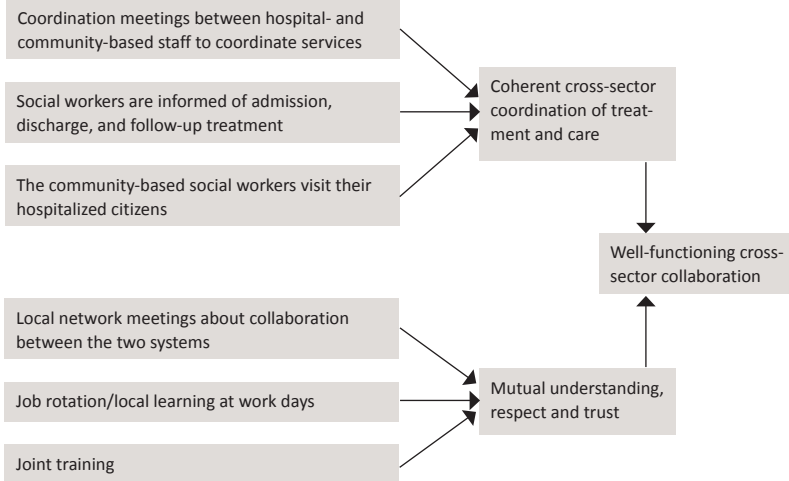 Coordination meetings between hospital- and
community-based staff to coordinate services
Social workers are informed of admission,
discharge, and follow-up treatment
The community-based social workers visit their
hospitalized citizens
Coherent cross-sector
coordination of treat-
ment and care
Well-functioning cross-
sector collaboration
Local network meetings about collaboration
between the two systems
Job rotation/local learning at work days
Joint training
Mutual understanding,
respect and trust